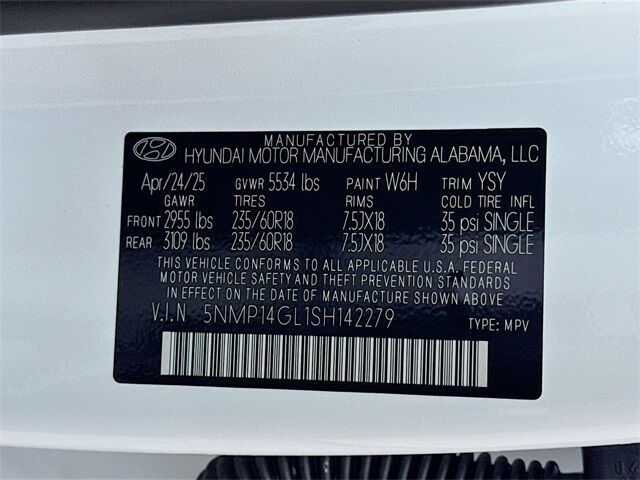 MANUFACTURED BY
HYUNDAI MOTOR MANUFACTURING ALABAMA, LLC
Apr/24/25 GVWR 5534 lbs PAINT W6H TRIM YSY
GAWR TIRES RIMS COLD TIRE INFL
FRONT 2955 lbs 235/60R18 7.5JX18 35 psi SINGLE
REAR 3109 lbs 235/60R18 7.5JX18 35 psi SINGLE
THIS VEHICLE CONFORMS TO ALL APPLICABLE U.S.A. FEDERAL
MOTOR VEHICLE SAFETY AND THEFT PREVENTION STANDARDS
IN EFFECT ON THE DATE OF MANUFACTURE SHOWN ABOVE.
V.I.N 5NMP14GL1SH142279 TYPE: MPV